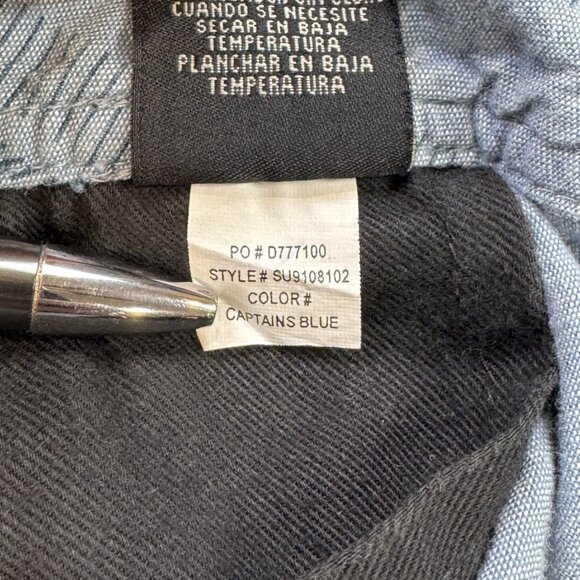 CUANDO SE NECESITE
SECAR EN BAJA
TEMPERATURA
PLANCHAR EN BAJA
TEMPERATURA
PO # D777100
STYLE# SU9108102
COLOR#
CAPTAINS BLUE